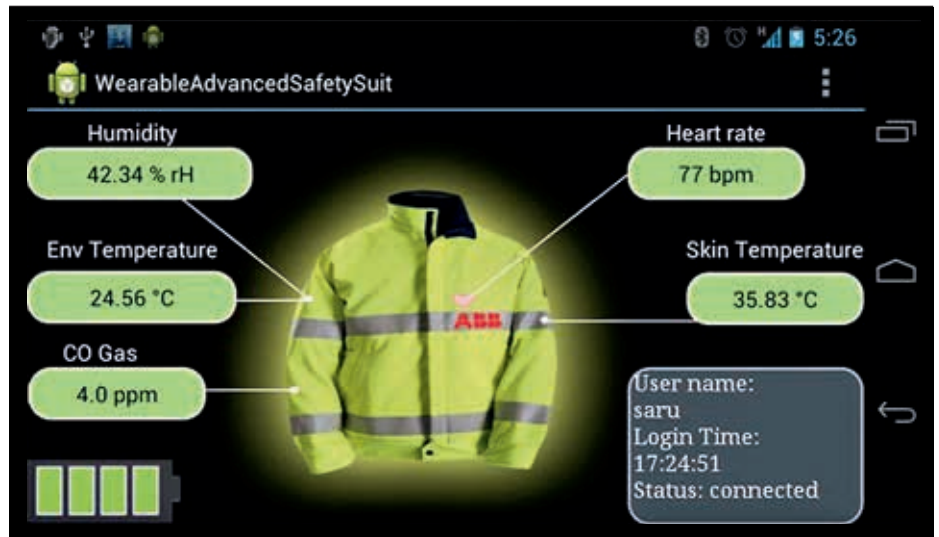 5:26
WearableAdvancedSafetySuit
Humidity
42.34 % rH
Heart rate
77 bpm
Env Temperature
24.56 °C
Skin Temperature
35.83 °C
CO Gas
4.0 ppm
ABB
User name:
saru
Login Time:
17:24:51
Status: connected